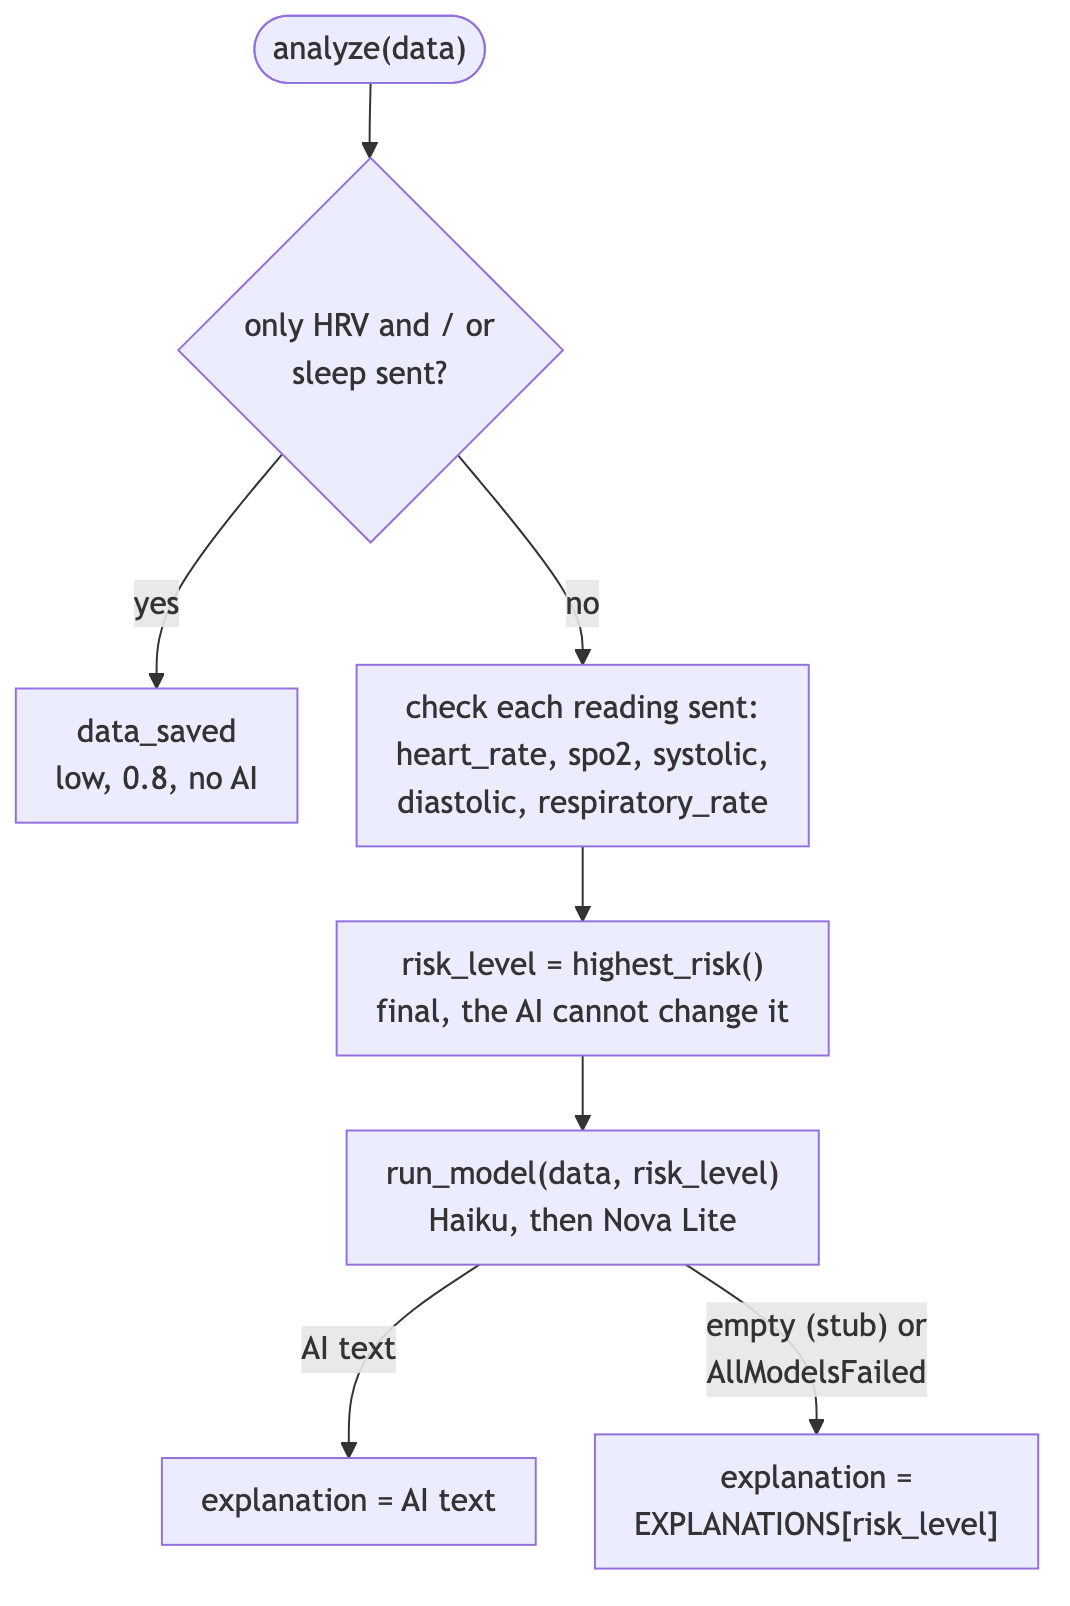 analyze(data)
only HRV and / or
sleep sent?
yes
no
data_saved
low, 0.8, no AI
check each reading sent:
heart_rate, spo2, systolic,
diastolic, respiratory_rate
risk_level = highest_risk()
final, the AI cannot change it
run_model(data, risk_level)
Haiku, then Nova Lite
AI text
empty (stub) or
AllModelsFailed
explanation = AI text
explanation =
EXPLANATIONS[risk_level]